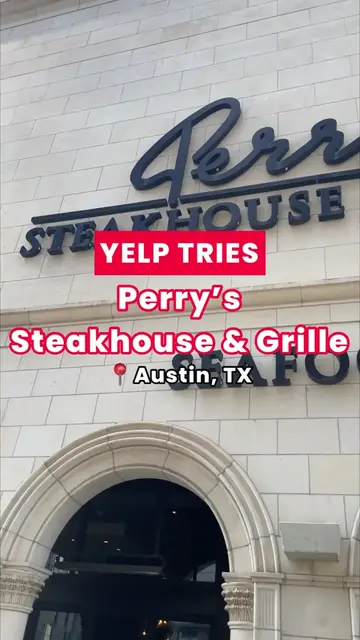 Perr
STEAKHOUSE
YELP TRIES
Perry’s
Steakhouse & Grille
SEAFO
📍 Austin, TX